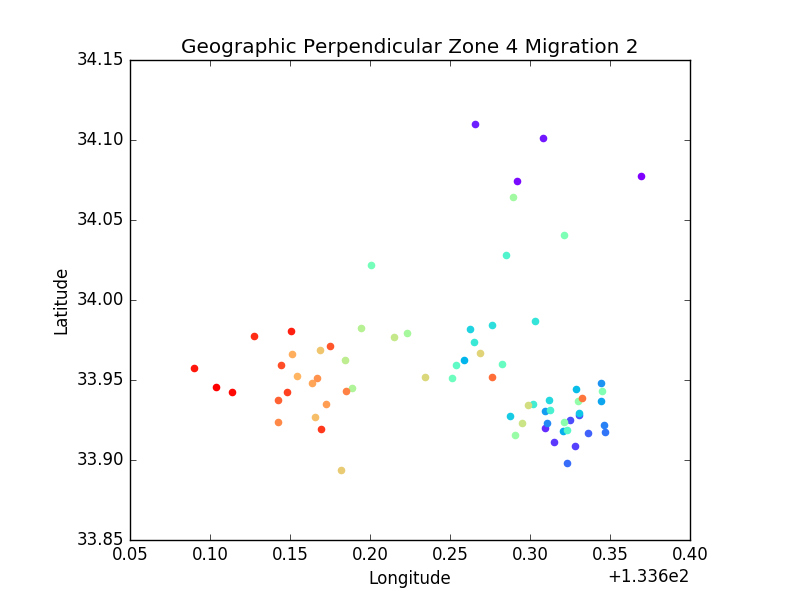 Geographic Perpendicular Zone 4 Migration 2
34.15
34.10
34.05
34.00
33.95
33.90
33.85
Latitude
0.05 0.10 0.15 0.20 0.25 0.30 0.35 0.40
Longitude
+1.336e2